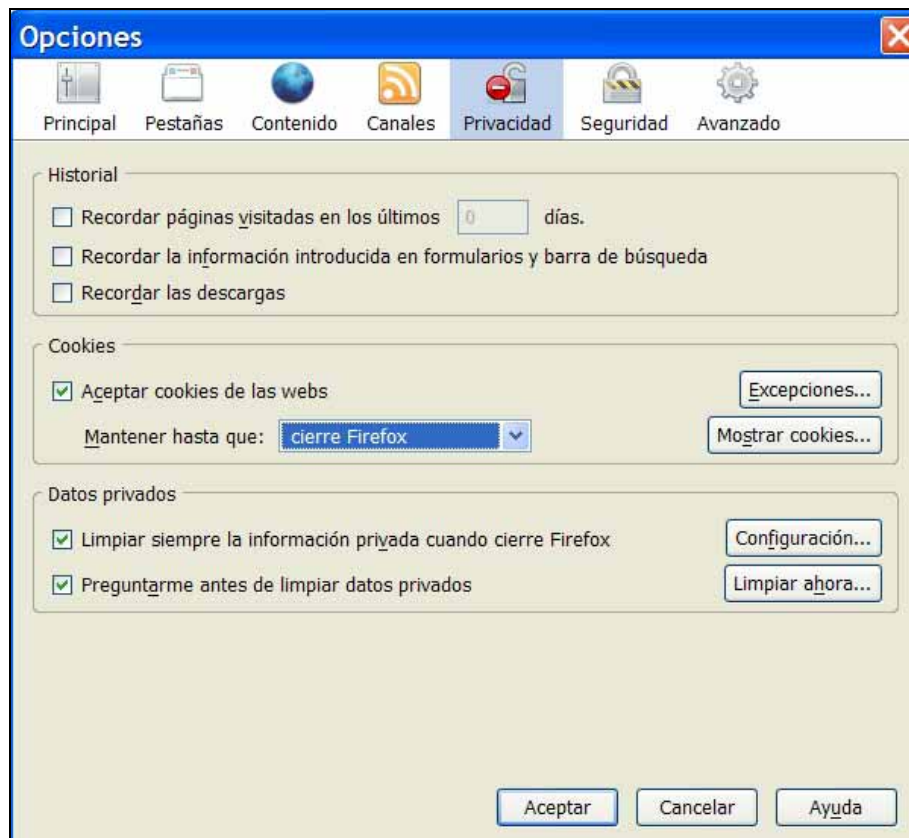 Opciones
Principal Pestañas Contenido Canales Privacidad Seguridad Avanzado
Historial
Recordar páginas visitadas en los últimos 0 días.
Recordar la información introducida en formularios y barra de búsqueda
Recordar las descargas
Cookies
Aceptar cookies de las webs Excepciones...
Mantener hasta que: cierre Firefox Mostrar cookies...
Datos privados
Limpiar siempre la información privada cuando cierre Firefox Configuración...
Preguntarme antes de limpiar datos privados Limpiar ahora...
Aceptar Cancelar Ayuda